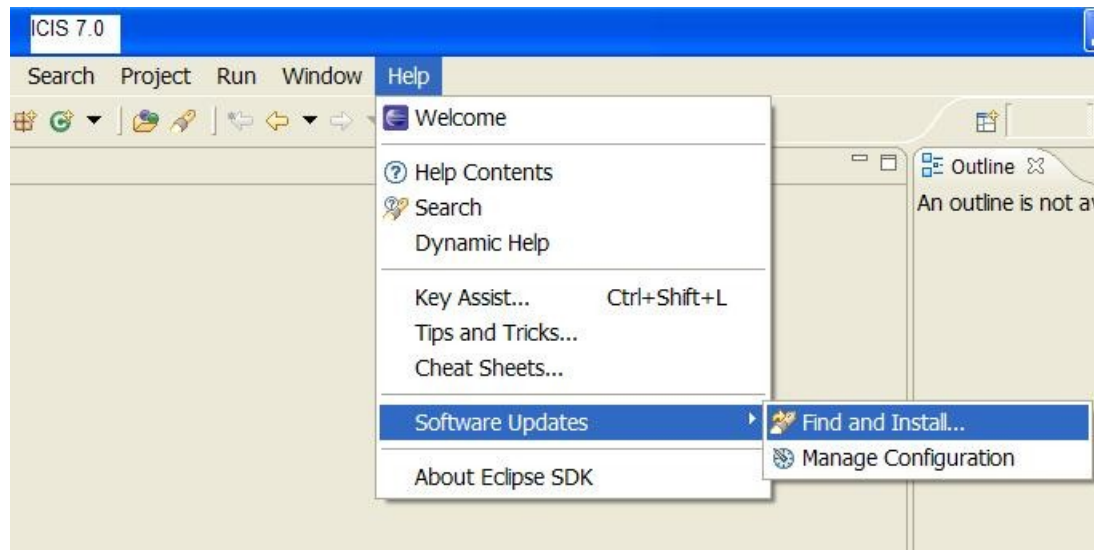 ICIS 7.0
Search Project Run Window Help
Welcome
Outline
Help Contents
An outline is not
Search
Dynamic Help
Key Assist... Ctrl+Shift+L
Tips and Tricks...
Cheat Sheets...
Software Updates Find and Install...
Manage Configuration
About Eclipse SDK